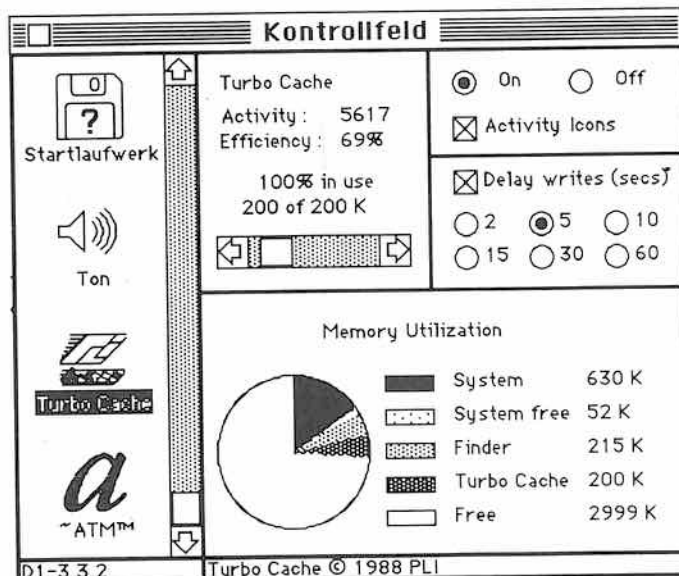 Kontrollfeld
0
?
Startlaufwerk
Ton
Turbo Cache
a
~ATM™
D1-3.3.2
Turbo Cache
Activity : 5617
Efficiency : 69%
100% in use
200 of 200 K
On Off
Activity Icons
Delay writes (secs)
2 5 10
15 30 60
Memory Utilization
System 630 K
System free 52 K
Finder 215 K
Turbo Cache 200 K
Free 2999 K
Turbo Cache © 1988 PLI